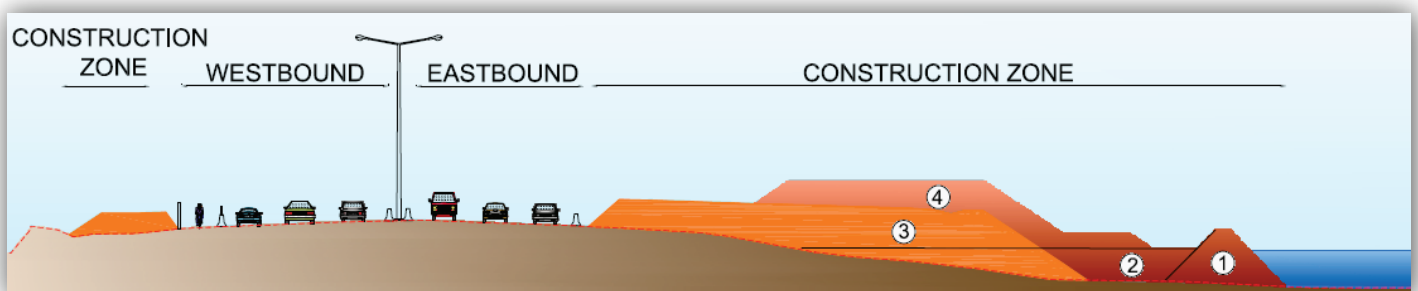 CONSTRUCTION
ZONE
WESTBOUND
EASTBOUND
CONSTRUCTION ZONE
4
3
2
1